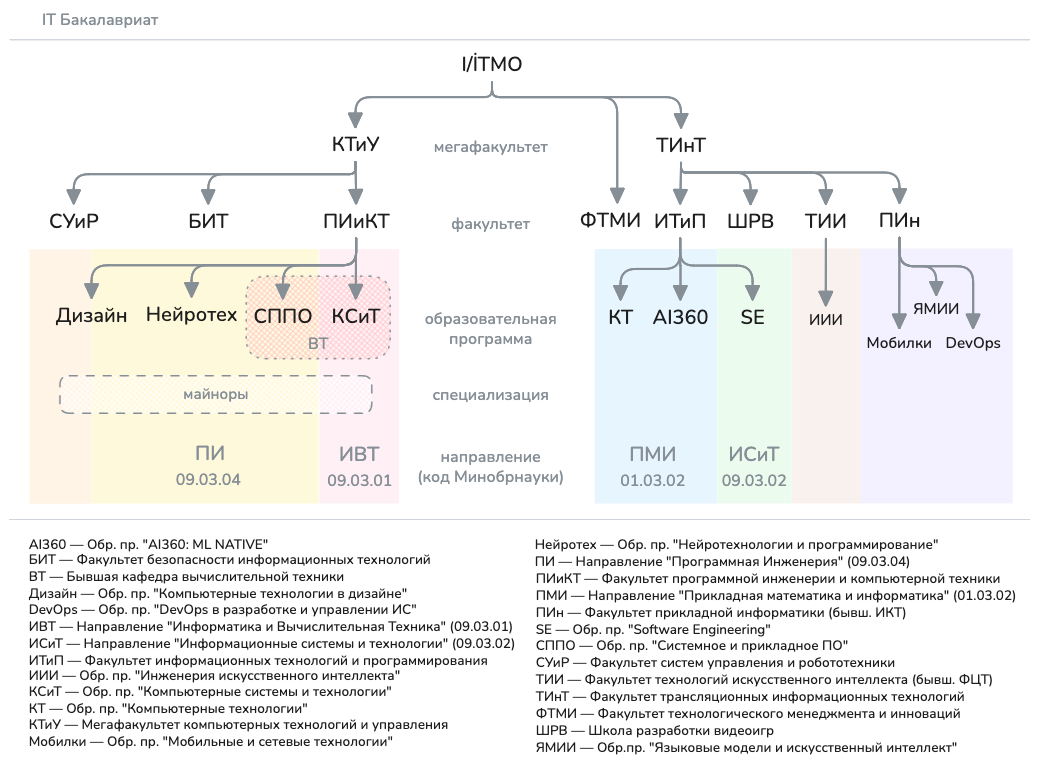 IT Бакалавриат
I/İTMO
КТиУ
мегафакультет
ТИнТ
СУиР
БИТ
ПИиКТ
факультет
ФТМИ
ИТиП
ШРВ
ТИИ
ПИн
Дизайн
Нейротех
СППО
КСиТ
ВТ
образовательная
программа
КТ
AI360
SE
ИИИ
ЯМИИ
Мобилки
DevOps
майноры
специализация
ПИ
09.03.04
ИВТ
09.03.01
направление
(код Минобрнауки)
ПМИ
01.03.02
ИСиТ
09.03.02
AI360 — Обр. пр. "AI360: ML NATIVE"
БИТ — Факультет безопасности информационных технологий
ВТ — Бывшая кафедра вычислительной техники
Дизайн — Обр. пр. "Компьютерные технологии в дизайне"
DevOps — Обр. пр. "DevOps в разработке и управлении ИС"
ИВТ — Направление "Информатика и Вычислительная Техника" (09.03.01)
ИСиТ — Направление "Информационные системы и технологии" (09.03.02)
ИТиП — Факультет информационных технологий и программирования
ИИИ — Обр. пр. "Инженерия искусственного интеллекта"
КСиТ — Обр. пр. "Компьютерные системы и технологии"
КТ — Обр. пр. "Компьютерные технологии"
КТиУ — Мегафакультет компьютерных технологий и управления
Мобилки — Обр. пр. "Мобильные и сетевые технологии"
Нейротех — Обр. пр. "Нейротехнологии и программирование"
ПИ — Направление "Программная Инженерия" (09.03.04)
ПИиКТ — Факультет программной инженерии и компьютерной техники
ПМИ — Направление "Прикладная математика и информатика" (01.03.02)
ПИн — Факультет прикладной информатики (бывш. ИКТ)
SE — Обр. пр. "Software Engineering"
СППО — Обр. пр. "Системное и прикладное ПО"
СУиР — Факультет систем управления и робототехники
ТИИ — Факультет технологий искусственного интеллекта (бывш. ФЦТ)
ТИнТ — Факультет трансляционных информационных технологий
ФТМИ — Факультет технологического менеджмента и инноваций
ШРВ — Школа разработки видеоигр
ЯМИИ — Обр.пр. "Языковые модели и искусственный интеллект"